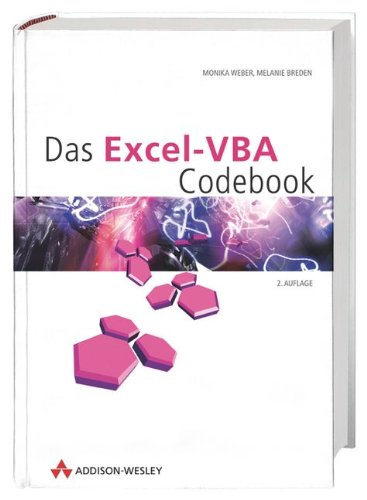 MONIKA WEBER, MELANIE BREDEN
Das Excel-VBA
Codebook
2. AUFLAGE
ADDISON-WESLEY